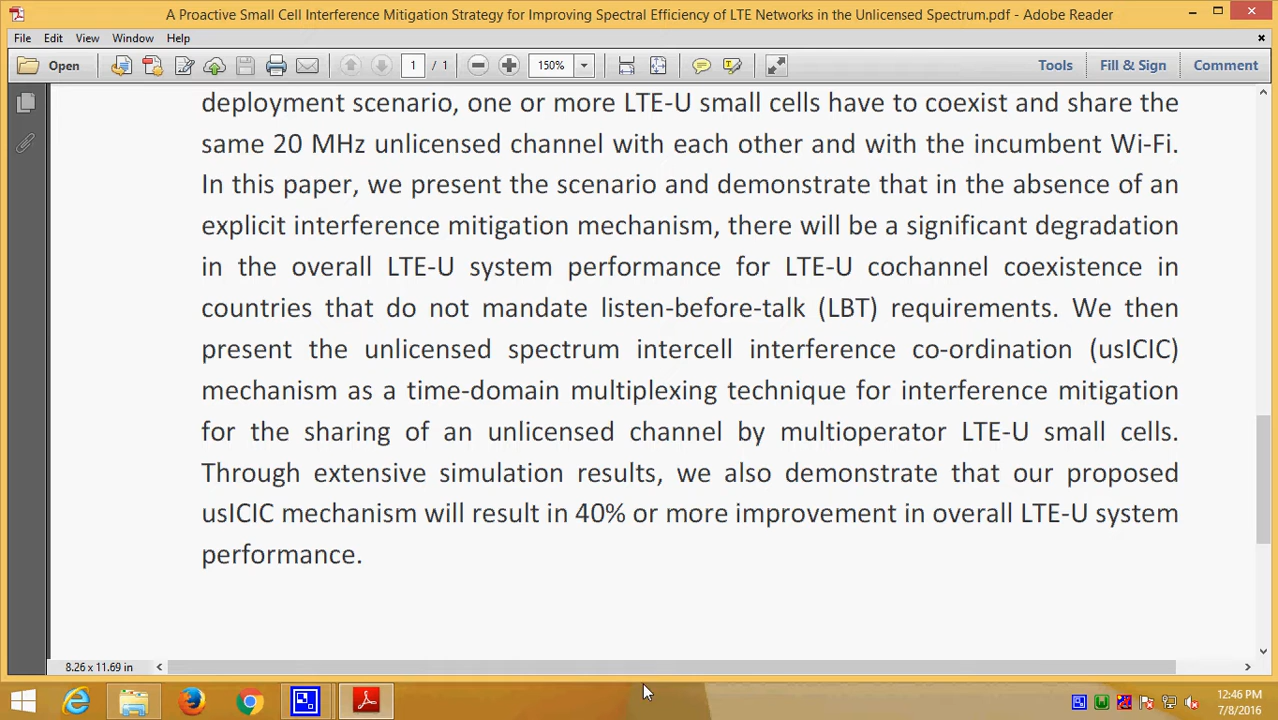 A Proactive Small Cell Interference Mitigation Strategy for Improving Spectral Efficiency of LTE Networks in the Unlicensed Spectrum.pdf - Adobe Reader
File Edit View Window Help
Open 1 / 1 150% Tools Fill & Sign Comment
deployment scenario, one or more LTE-U small cells have to coexist and share the
same 20 MHz unlicensed channel with each other and with the incumbent Wi-Fi.
In this paper, we present the scenario and demonstrate that in the absence of an
explicit interference mitigation mechanism, there will be a significant degradation
in the overall LTE-U system performance for LTE-U cochannel coexistence in
countries that do not mandate listen-before-talk (LBT) requirements. We then
present the unlicensed spectrum intercell interference co-ordination (usICIC)
mechanism as a time-domain multiplexing technique for interference mitigation
for the sharing of an unlicensed channel by multioperator LTE-U small cells.
Through extensive simulation results, we also demonstrate that our proposed
usICIC mechanism will result in 40% or more improvement in overall LTE-U system
performance.
8.26 x 11.69 in
12:46 PM
7/8/2016